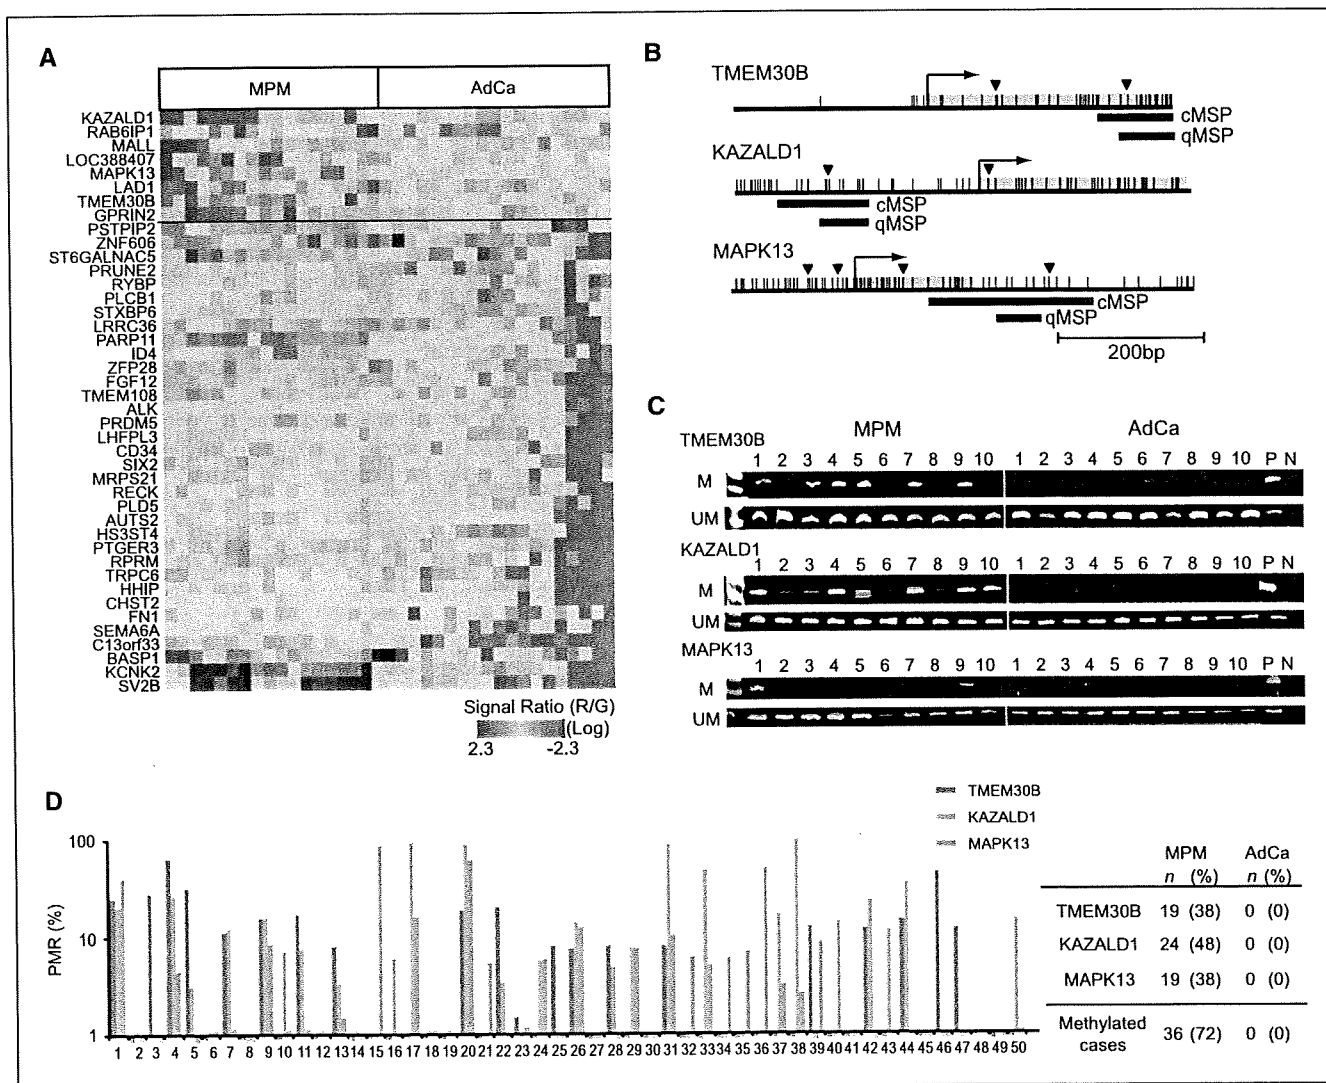 A
MPM AdCa
KAZALD1
RAB6IP1
MALL
LOC388407
MAPK13
LAD1
TMEM30B
GPRIN2
PSTPIP2
ZNF606
ST6GALNAC5
PRUNE2
RYBP
PLCB1
STXBP6
LRRC36
PARP11
ID4
ZFP28
FGF12
TMEM108
ALK
PRDM5
LHFPL3
CD34
SIX2
MRPS21
RECK
PLD5
AUTS2
HS3ST4
PTGER3
RPRM
TRPC6
HHIP
CHST2
FN1
SEMA6A
C13orf33
BASP1
KCNK2
SV2B
Signal Ratio (R/G)
(Log)
2.3 -2.3
B
TMEM30B
cMSP
qMSP
KAZALD1
cMSP
qMSP
MAPK13
cMSP
qMSP
200bp
C
MPM AdCa
TMEM30B
1 2 3 4 5 6 7 8 9 10 1 2 3 4 5 6 7 8 9 10 P N
M
UM
KAZALD1
1 2 3 4 5 6 7 8 9 10 1 2 3 4 5 6 7 8 9 10 P N
M
UM
MAPK13
1 2 3 4 5 6 7 8 9 10 1 2 3 4 5 6 7 8 9 10 P N
M
UM
D
TMEM30B
KAZALD1
MAPK13
PMR (%)
100
10
1
1 2 3 4 5 6 7 8 9 10 11 12 13 14 15 16 17 18 19 20 21 22 23 24 25 26 27 28 29 30 31 32 33 34 35 36 37 38 39 40 41 42 43 44 45 46 47 48 49 50
MPM AdCa
n (%) n (%)
TMEM30B 19 (38) 0 (0)
KAZALD1 24 (48) 0 (0)
MAPK13 19 (38) 0 (0)
Methylated cases 36 (72) 0 (0)